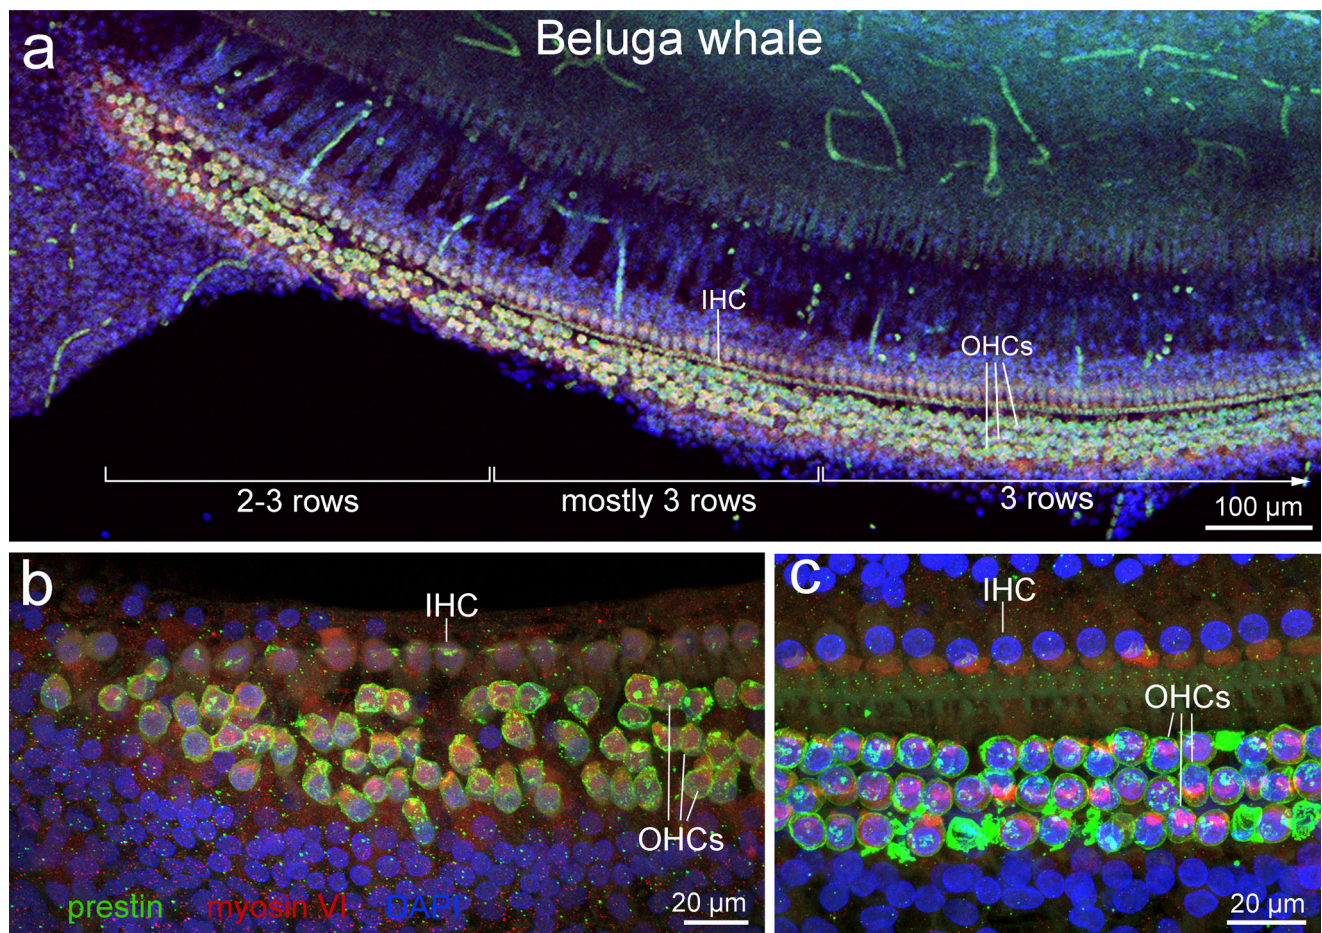 a
Beluga whale
IHC
OHCs
2-3 rows
mostly 3 rows
3 rows
100 µm
b
IHC
OHCs
prestin myosin VI DAPI
20 µm
c
IHC
OHCs
20 µm